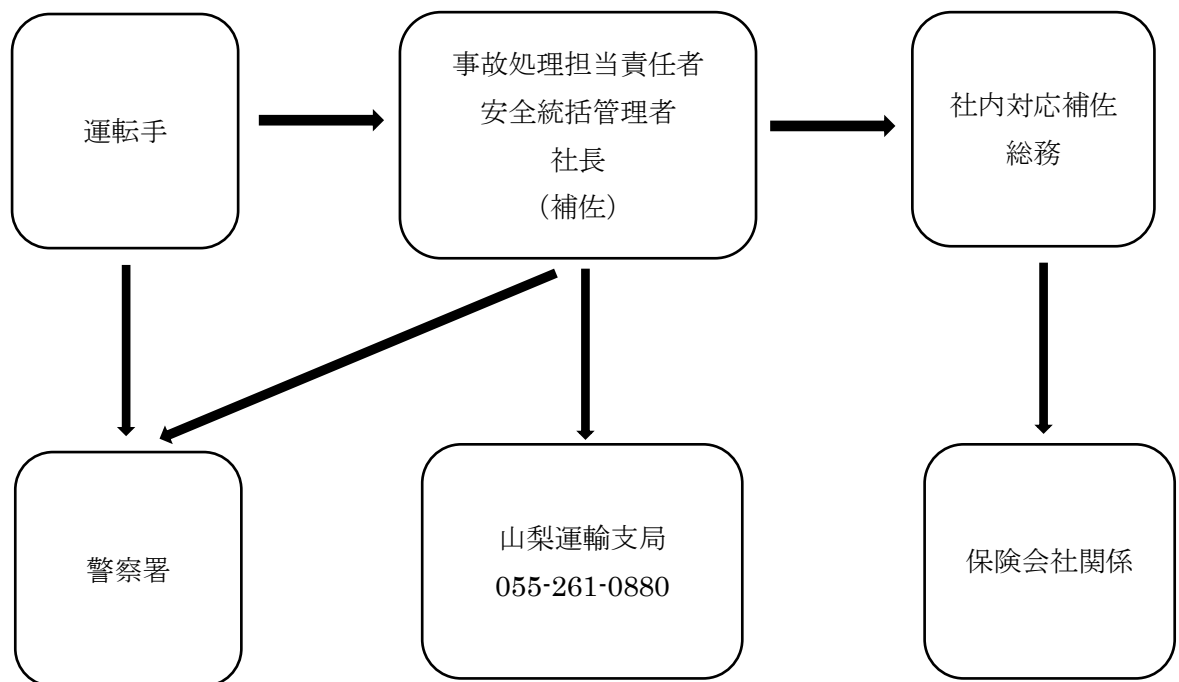 運転手
事故処理担当責任者
安全統括管理者
社長
（補佐）
社内対応補佐
総務
警察署
山梨運輸支局
055-261-0880
保険会社関係